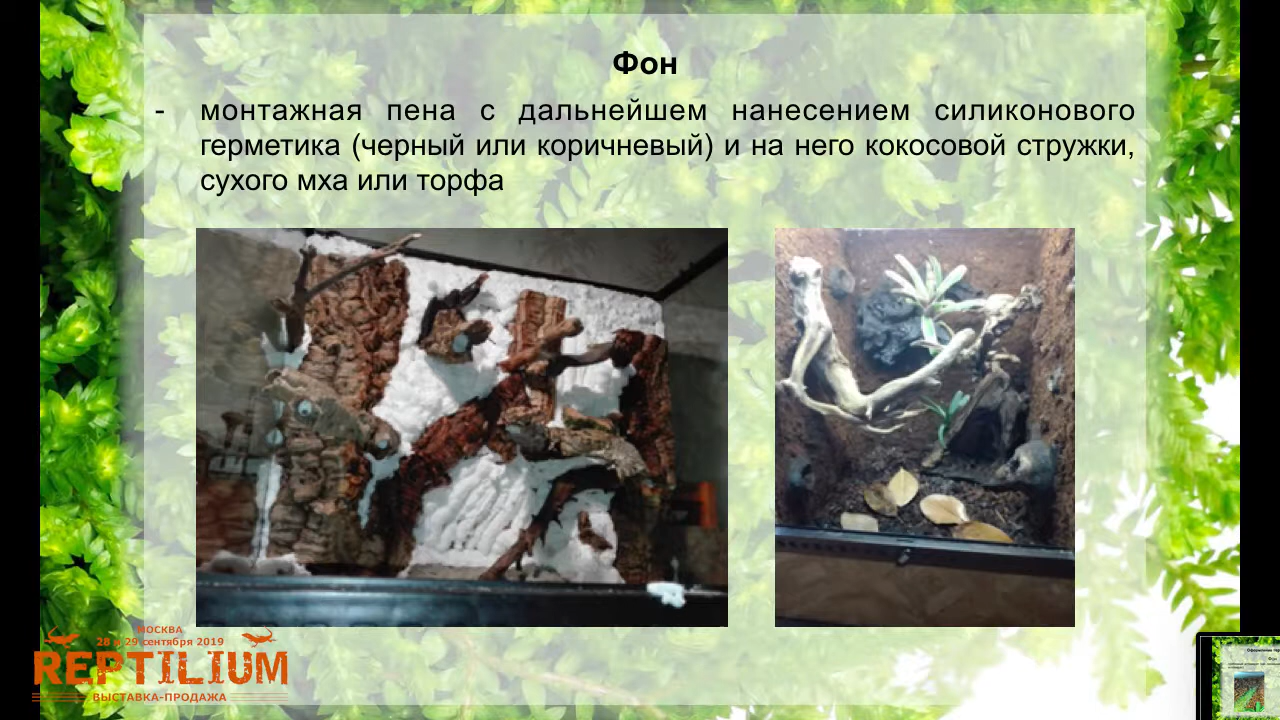 Фон
- монтажная пена с дальнейшем нанесением силиконового
герметика (черный или коричневый) и на него кокосовой стружки,
сухого мха или торфа
МОСКВА
28 и 29 сентября 2019
REPTILIUM
ВЫСТАВКА-ПРОДАЖА